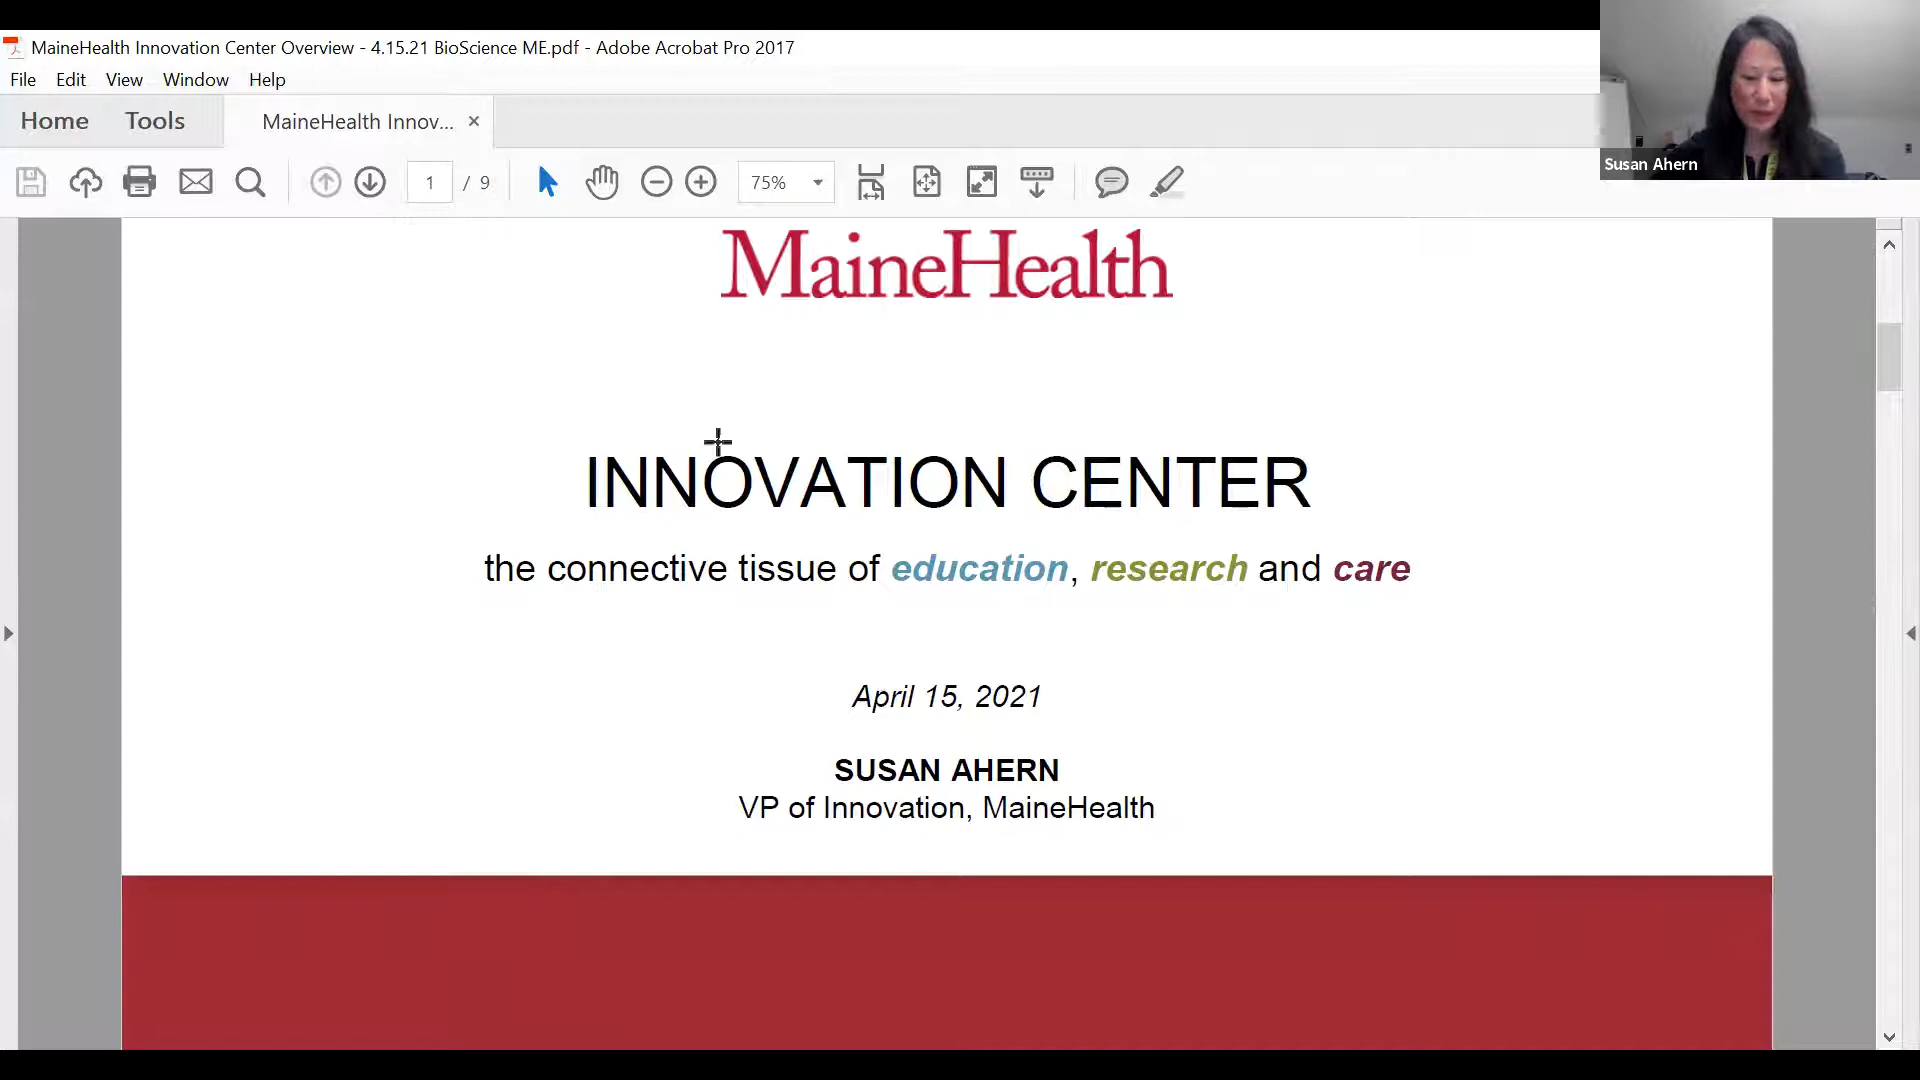 MaineHealth Innovation Center Overview - 4.15.21 BioScience ME.pdf - Adobe Acrobat Pro 2017
File Edit View Window Help
Home Tools MaineHealth Innov... ×
1 / 9 75%
Susan Ahern
MaineHealth
INNOVATION CENTER
the connective tissue of education, research and care
April 15, 2021
SUSAN AHERN
VP of Innovation, MaineHealth